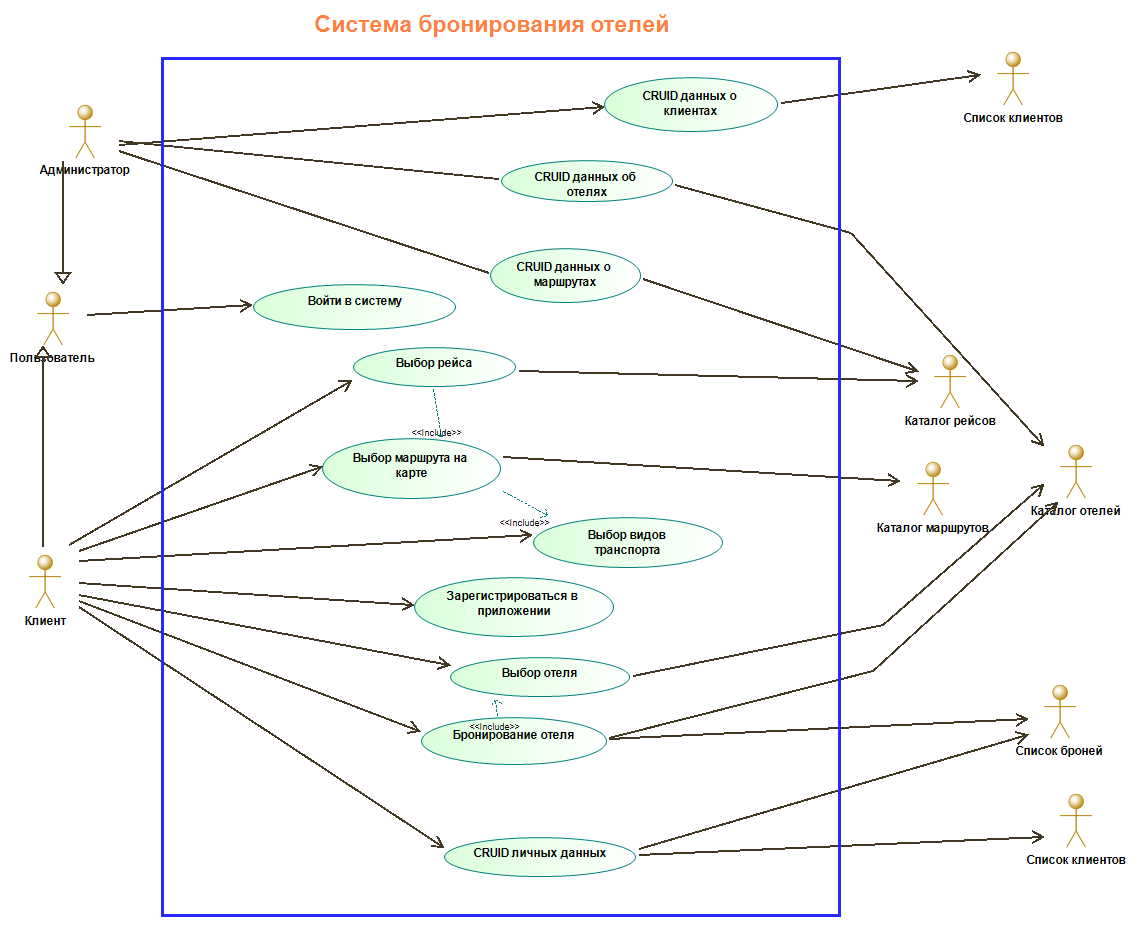 Система бронирования отелей
CRUID данных о
клиентах
Список клиентов
Администратор
CRUID данных об
отелях
CRUID данных о
маршрутах
Войти в систему
Пользователь
Выбор рейса
Каталог рейсов
<<Include>>
Выбор маршрута на
карте
Каталог отелей
<<Include>>
Каталог маршрутов
Выбор видов
транспорта
Зарегистрироваться в
приложении
Клиент
Выбор отеля
<<Include>>
Бронирование отеля
Список броней
CRUID личных данных
Список клиентов